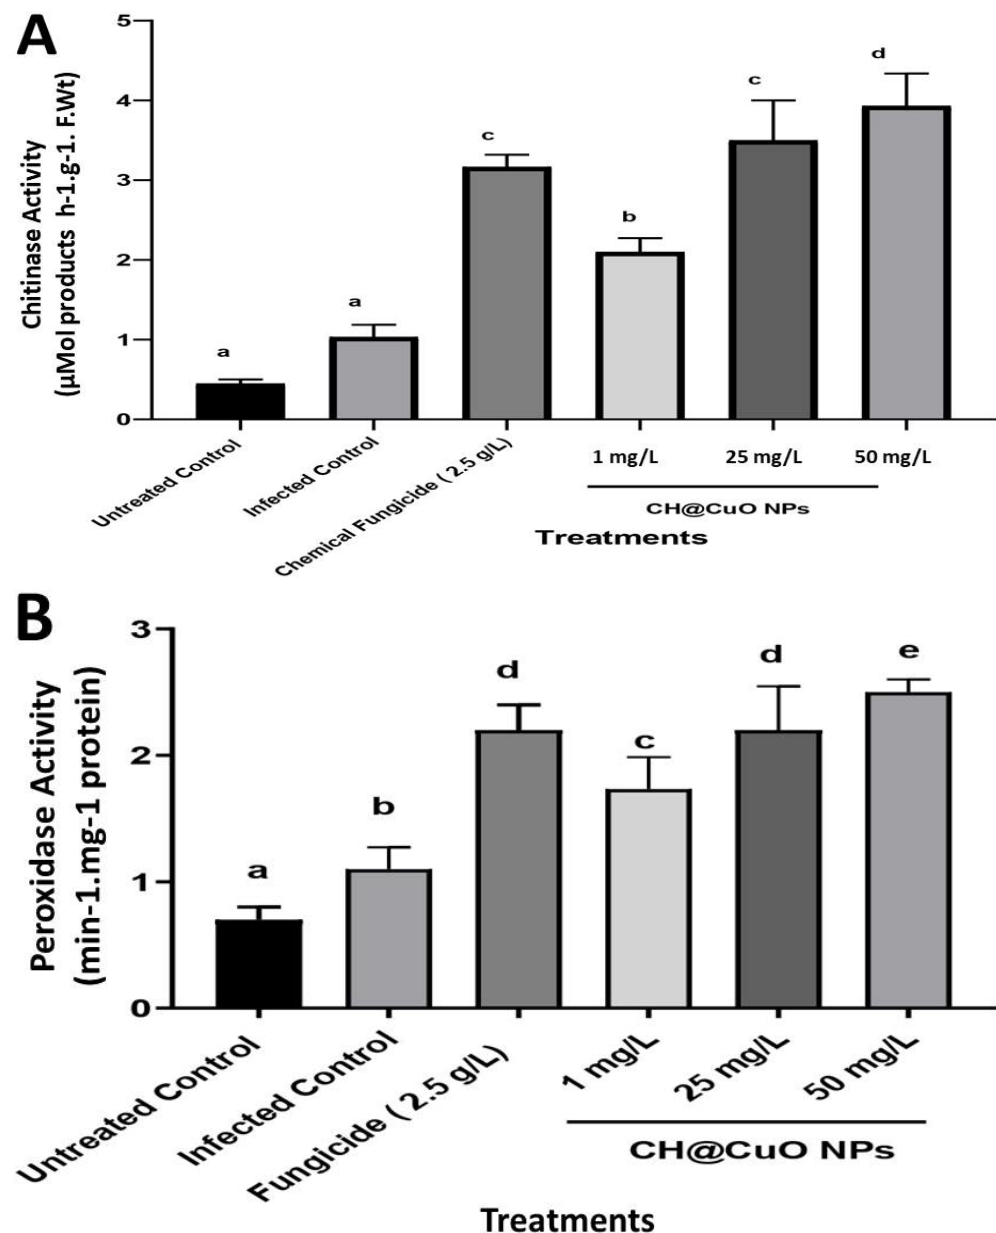 A
Chitinase Activity
(µMol products h-1.g-1. F.Wt)
5
4
3
2
1
0
a
a
c
b
c
d
Untreated Control
Infected Control
Chemical Fungicide ( 2.5 g/L)
1 mg/L
25 mg/L
50 mg/L
CH@CuO NPs
Treatments
B
Peroxidase Activity
(min-1.mg-1 protein)
3
2
1
0
a
b
d
c
d
e
Untreated Control
Infected Control
Fungicide ( 2.5 g/L)
1 mg/L
25 mg/L
50 mg/L
CH@CuO NPs
Treatments